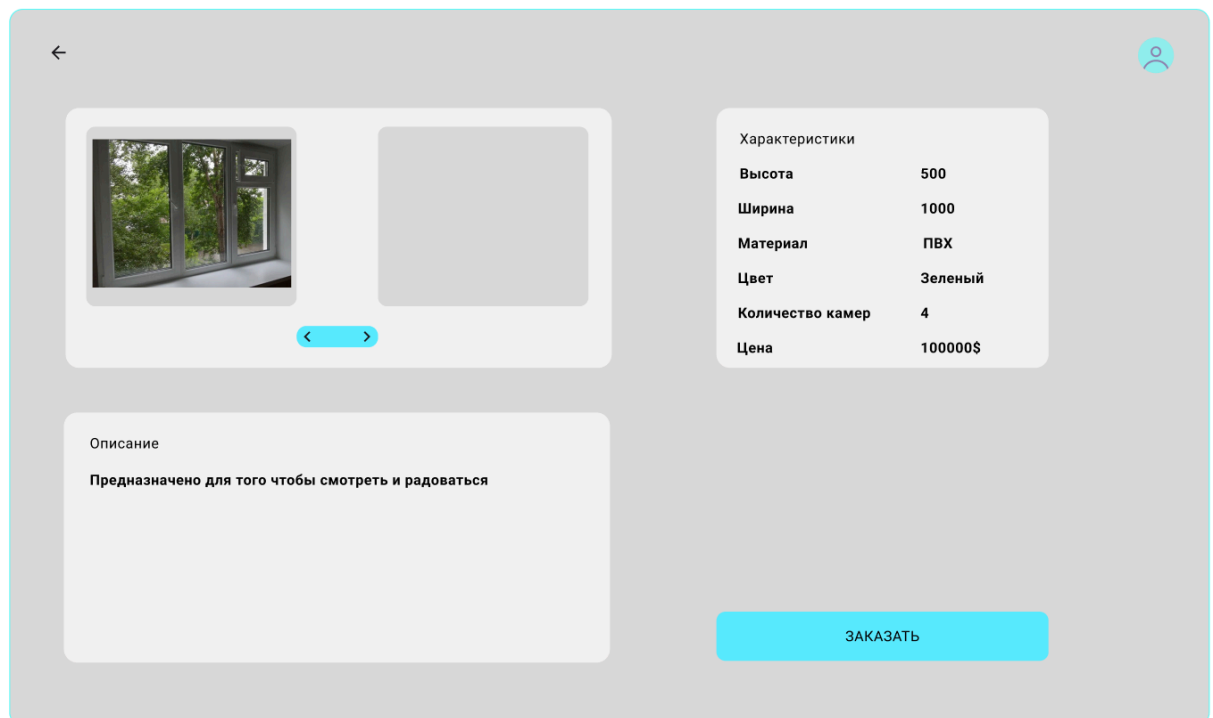 Характеристики
Высота 500
Ширина 1000
Материал ПВХ
Цвет Зеленый
Количество камер 4
Цена 100000$
Описание
Предназначено для того чтобы смотреть и радоваться
ЗАКАЗАТЬ